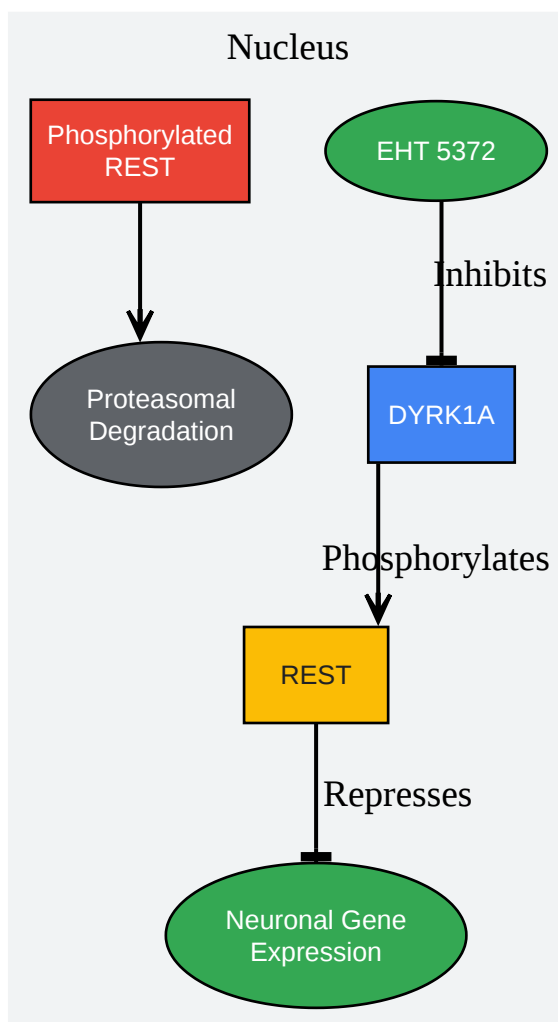 Nucleus
Phosphorylated
REST
EHT 5372
Inhibits
Proteasomal
Degradation
DYRK1A
Phosphorylates
REST
Represses
Neuronal Gene
Expression